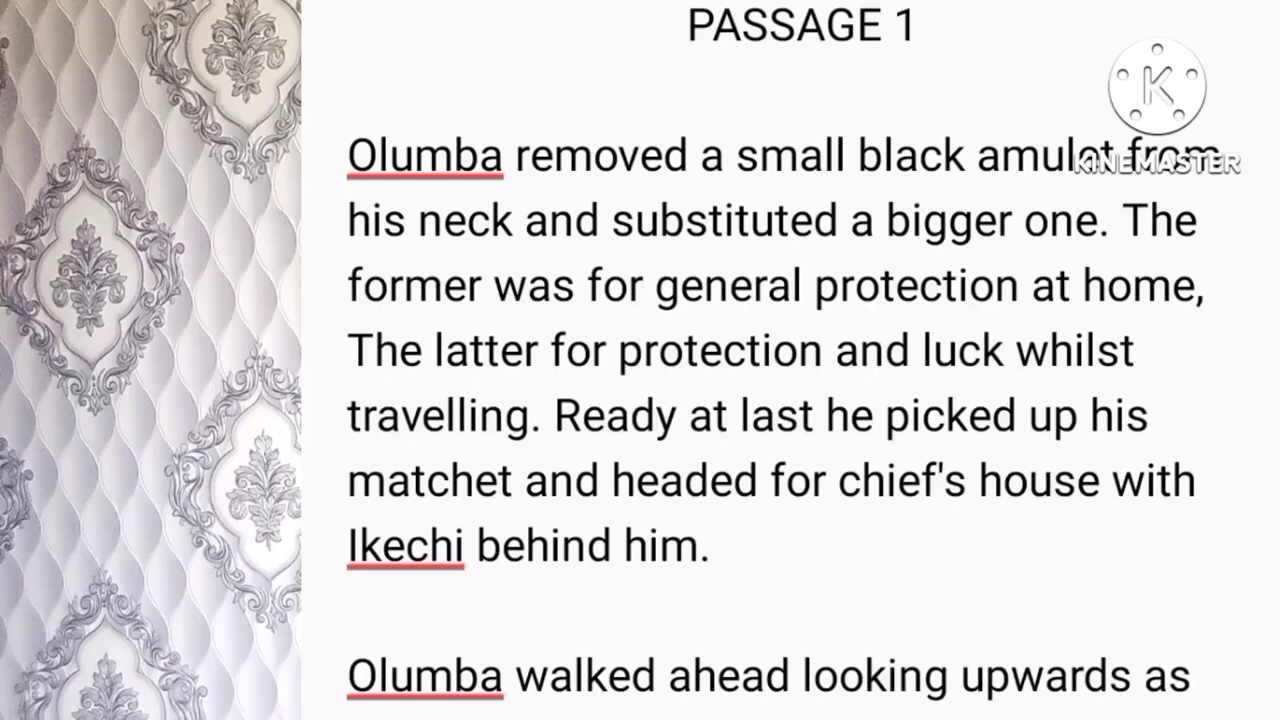 PASSAGE 1
Olumba removed a small black amulet from
KINEMASTER
his neck and substituted a bigger one. The
former was for general protection at home,
The latter for protection and luck whilst
travelling. Ready at last he picked up his
matchet and headed for chief's house with
Ikechi behind him.
Olumba walked ahead looking upwards as